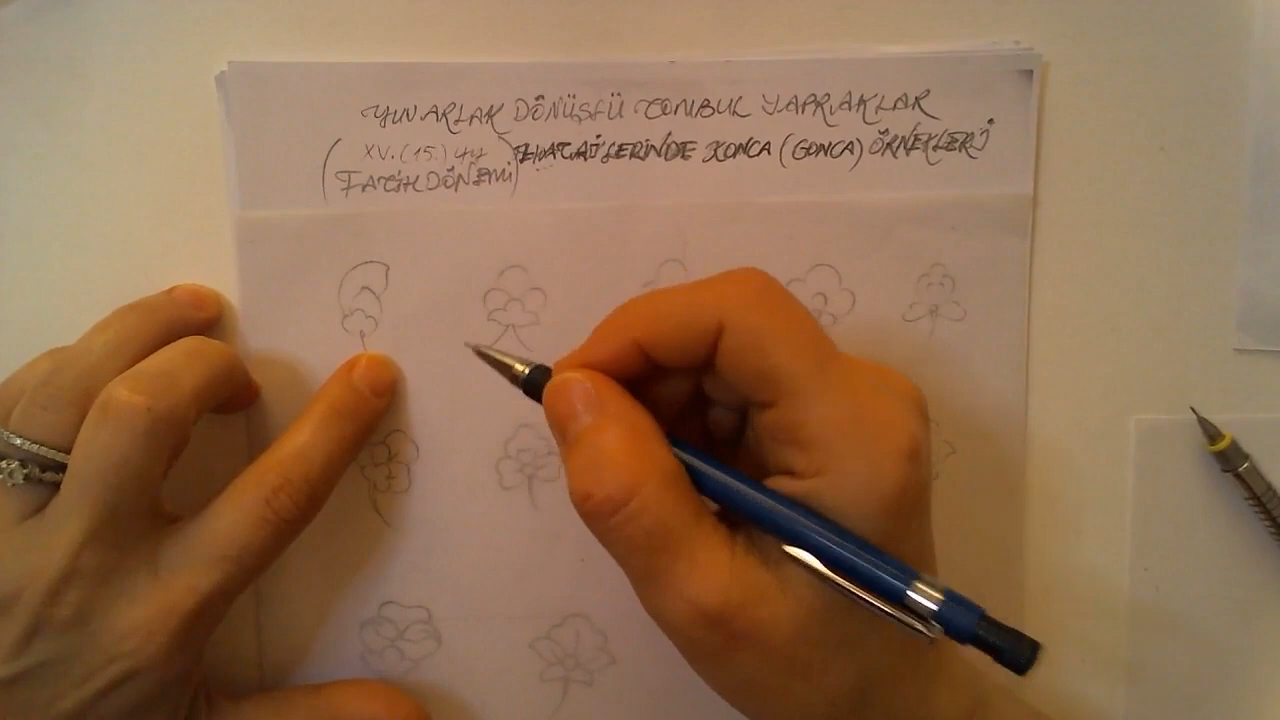 YUVARLAK DÖNÜŞLÜ TOMBUL YAPRAKLAR
(XV. (15.) yy FATİH DÖNEMİ) HATAİLERİNDE KONCA (GONCA) ÖRNEKLERİ